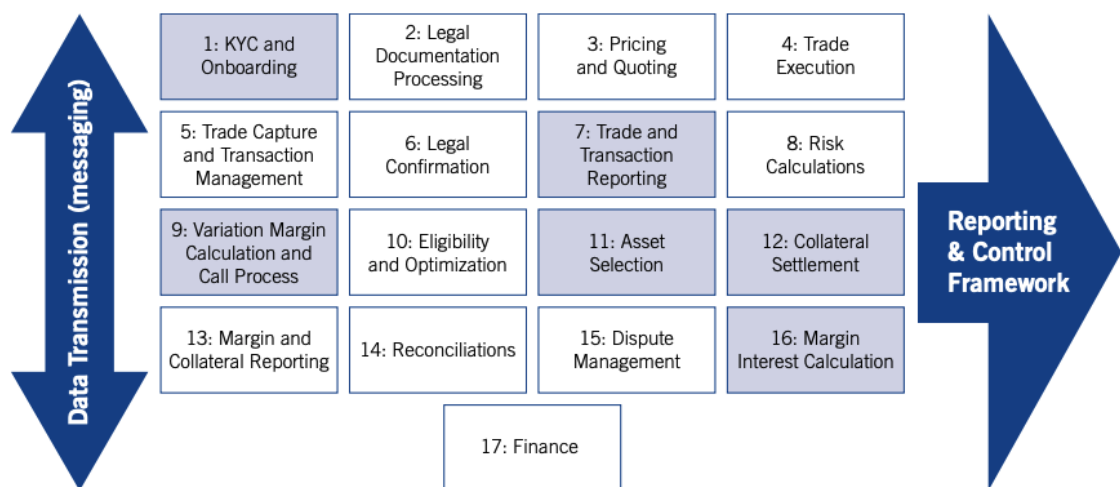 Data Transmission (messaging)
1: KYC and
Onboarding
2: Legal
Documentation
Processing
3: Pricing
and Quoting
4: Trade
Execution
5: Trade Capture
and Transaction
Management
6: Legal
Confirmation
7: Trade and
Transaction
Reporting
8: Risk
Calculations
9: Variation Margin
Calculation and
Call Process
10: Eligibility
and Optimization
11: Asset
Selection
12: Collateral
Settlement
13: Margin and
Collateral Reporting
14: Reconciliations
15: Dispute
Management
16: Margin
Interest Calculation
17: Finance
Reporting
& Control
Framework